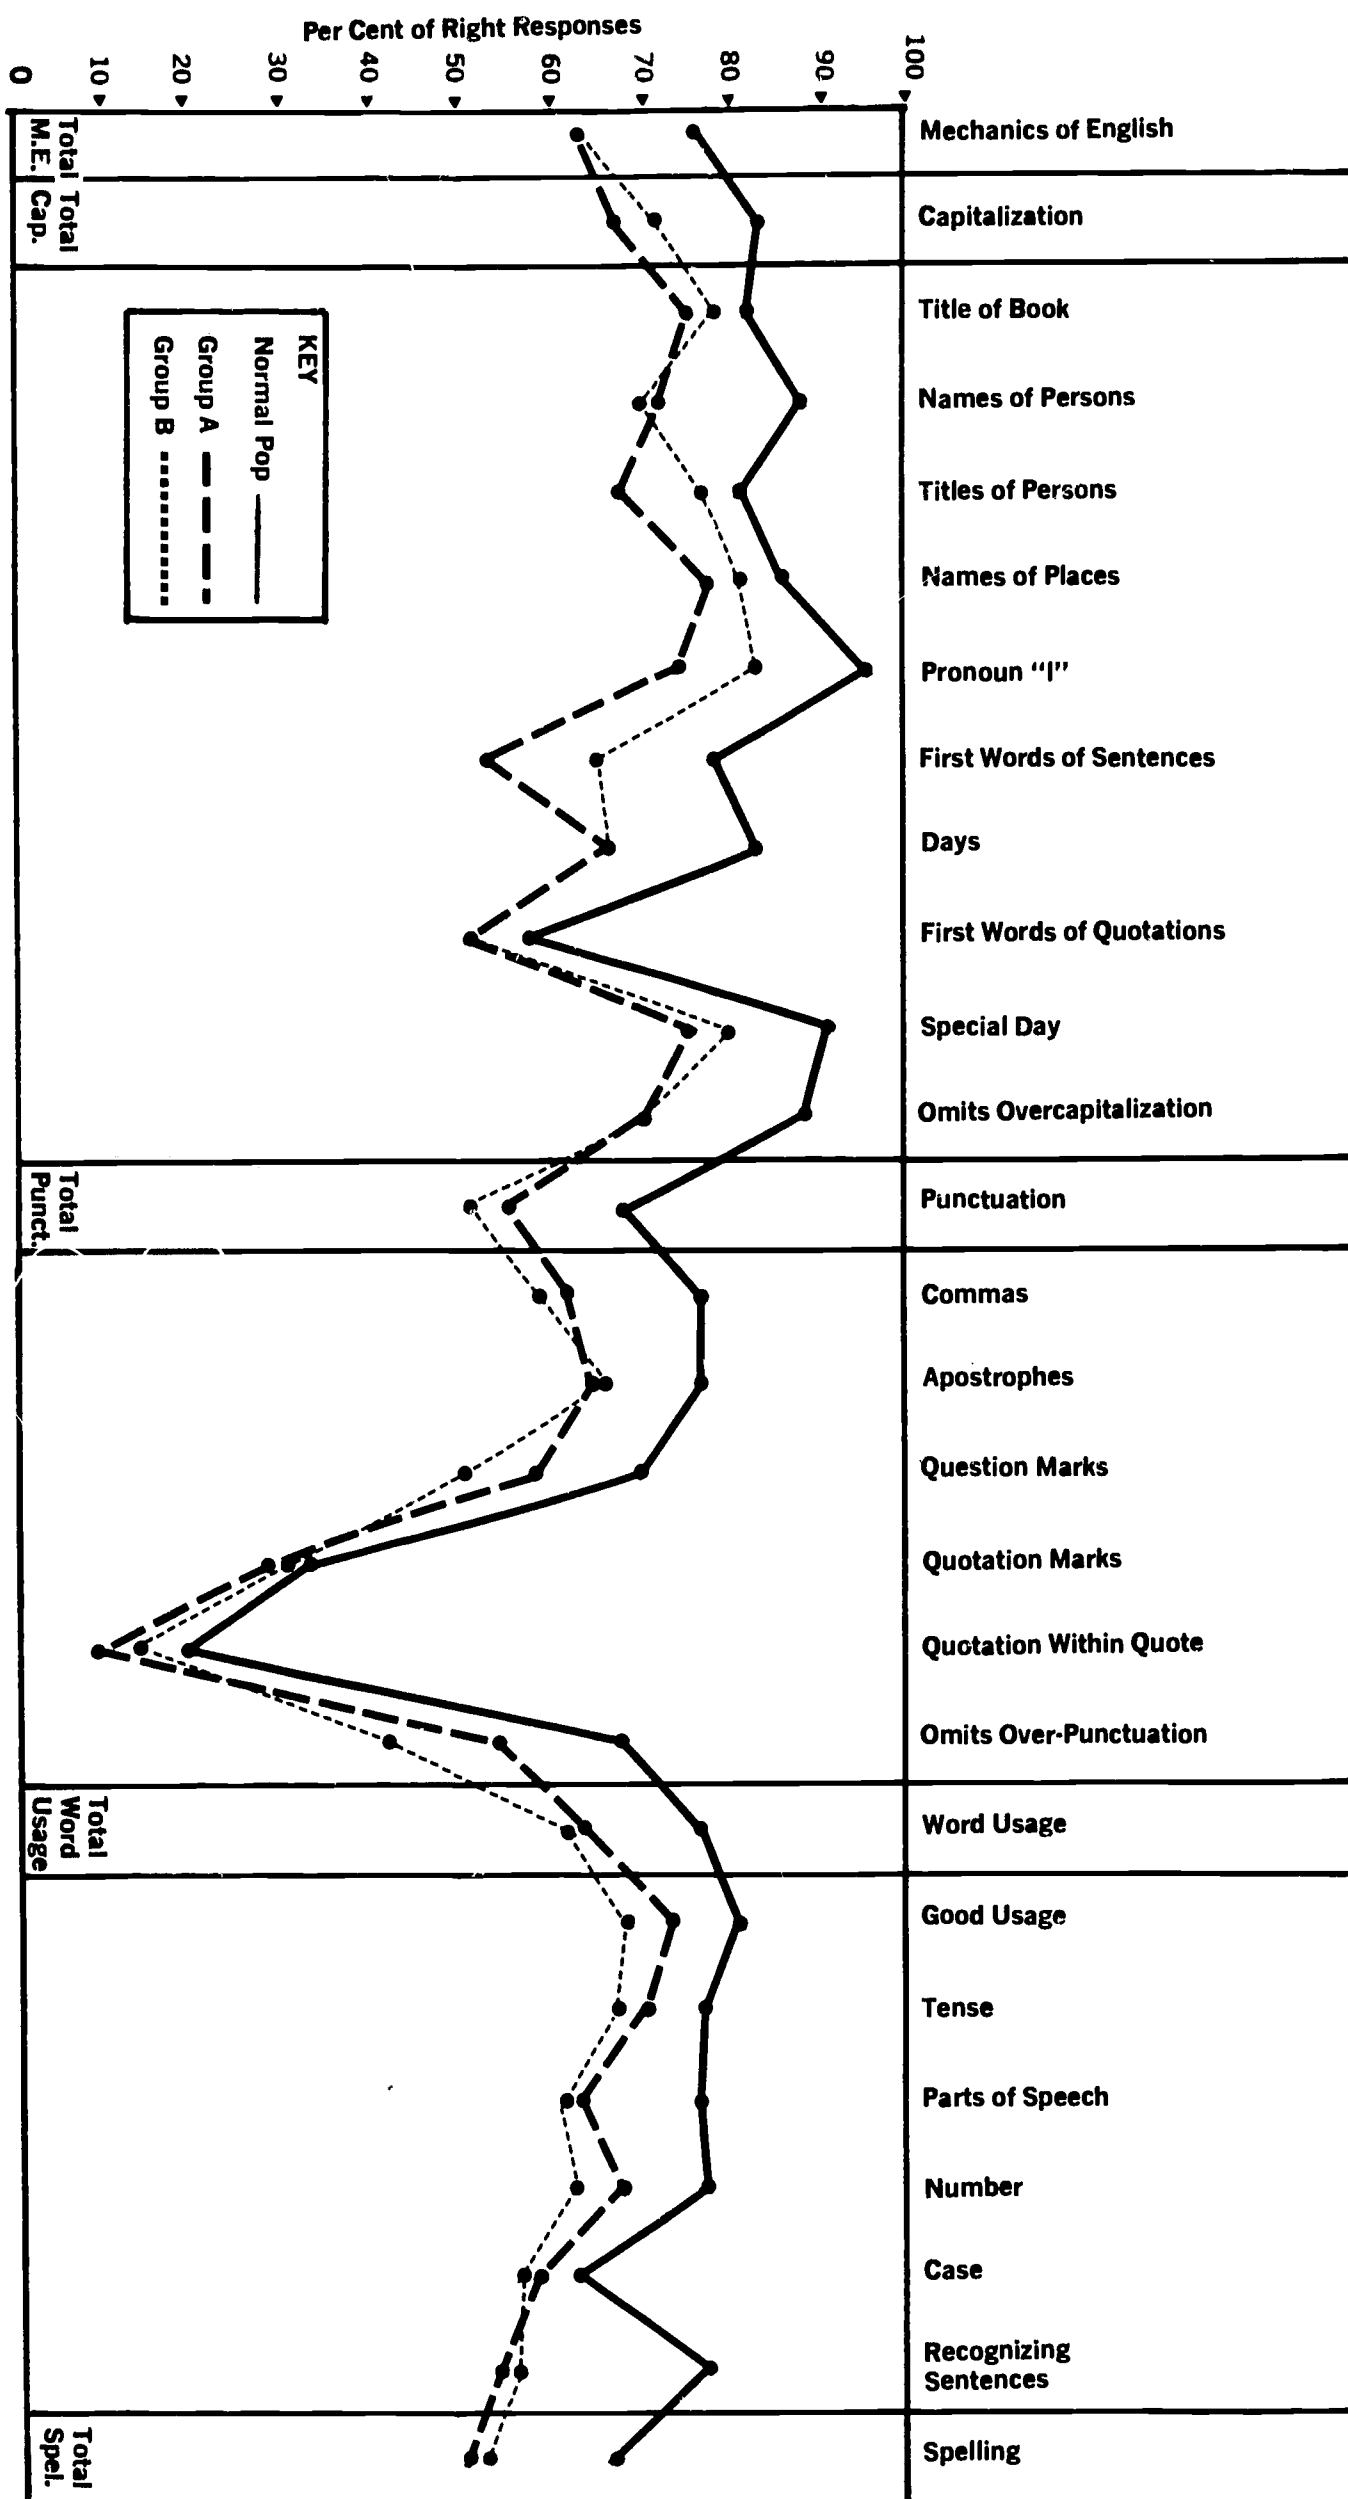 Per Cent of Right Responses
0
10
20
30
40
50
60
70
80
90
100
Mechanics of English
Capitalization
Title of Book
Names of Persons
Titles of Persons
Names of Places
Pronoun “I”
First Words of Sentences
Days
First Words of Quotations
Special Day
Omits Overcapitalization
Punctuation
Commas
Apostrophes
Question Marks
Quotation Marks
Quotation Within Quote
Omits Over-Punctuation
Word Usage
Good Usage
Tense
Parts of Speech
Number
Case
Recognizing
Sentences
Spelling
Total
M.E.
Total
Cap.
KEY
Normal Pop
Group A
Group B
Total
Punct.
Total
Word
Usage
Total
Spel.